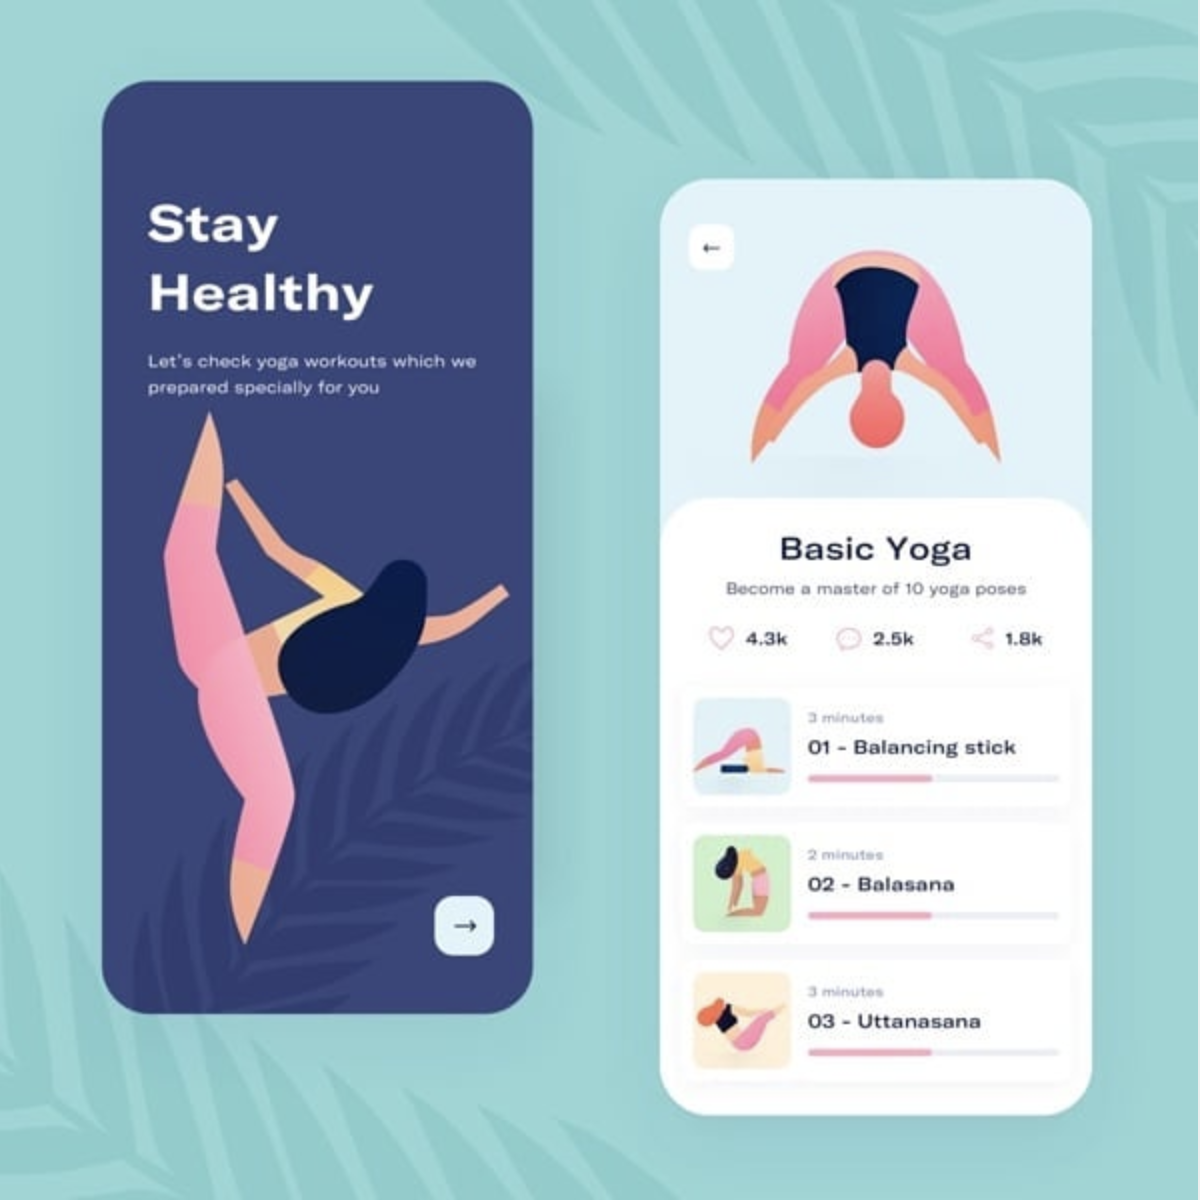 Stay
Healthy
Let's check yoga workouts which we
prepared specially for you
Basic Yoga
Become a master of 10 yoga poses
4.3k 2.5k 1.8k
3 minutes
01 - Balancing stick
2 minutes
02 - Balasana
3 minutes
03 - Uttanasana